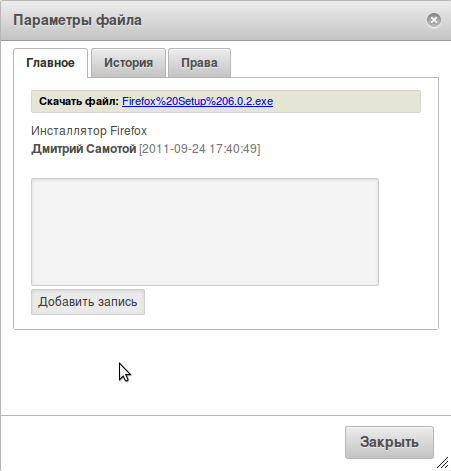 Параметры файла
Главное История Права
Скачать файл: Firefox%20Setup%206.0.2.exe
Инсталлятор Firefox
Дмитрий Самотой [2011-09-24 17:40:49]
Добавить запись
Закрыть